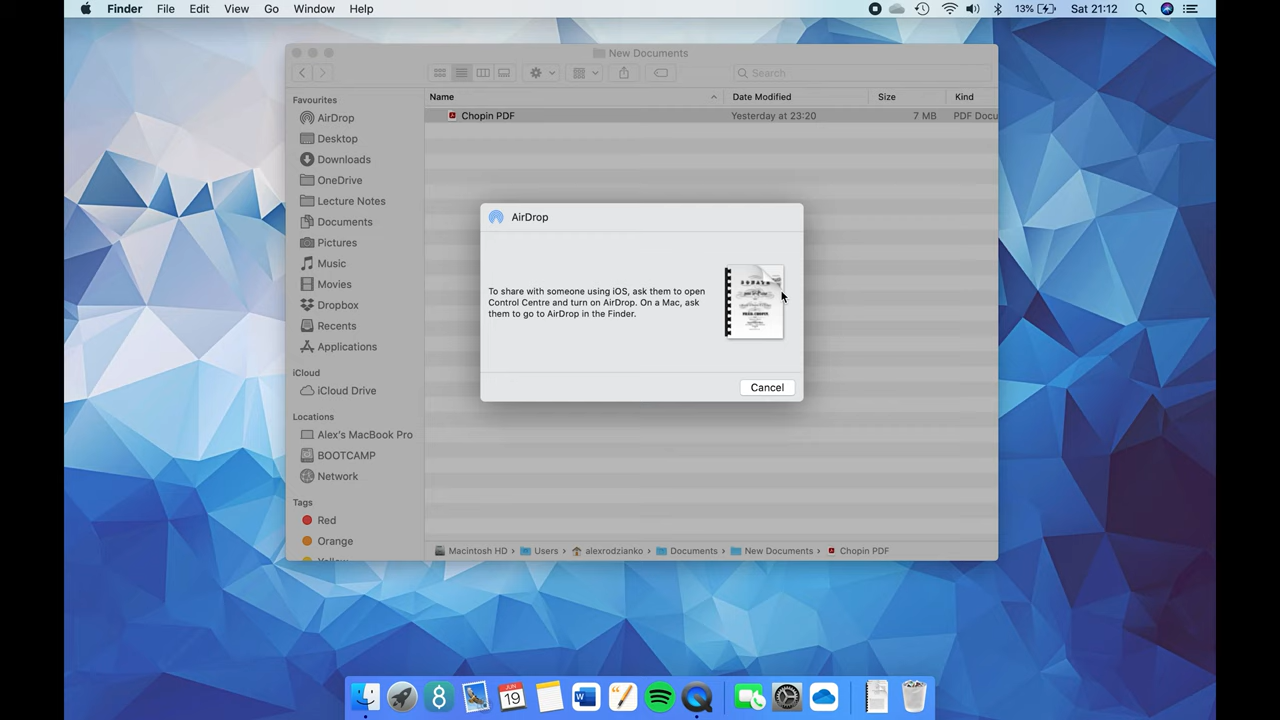 Finder File Edit View Go Window Help 13% Sat 21:12
New Documents
Search
Favourites
AirDrop
Desktop
Downloads
OneDrive
Lecture Notes
Documents
Pictures
Music
Movies
Dropbox
Recents
Applications
iCloud
iCloud Drive
Locations
Alex's MacBook Pro
BOOTCAMP
Network
Tags
Red
Orange
Name Date Modified Size Kind
Chopin PDF Yesterday at 23:20 7 MB PDF Docu
AirDrop
To share with someone using iOS, ask them to open
Control Centre and turn on AirDrop. On a Mac, ask
them to go to AirDrop in the Finder.
Cancel
Macintosh HD › Users › alexrodzianko › Documents › New Documents › Chopin PDF
JUN
19